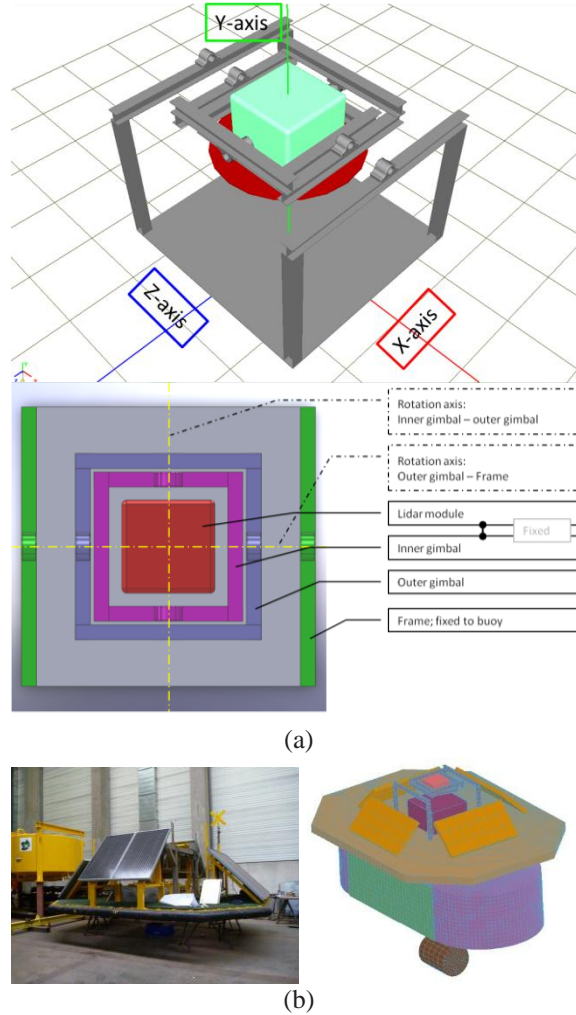 Y-axis
Z-axis
X-axis
Rotation axis:
Inner gimbal – outer gimbal
Rotation axis:
Outer gimbal – Frame
Lidar module
Fixed
Inner gimbal
Outer gimbal
Frame; fixed to buoy
(a)
(b)